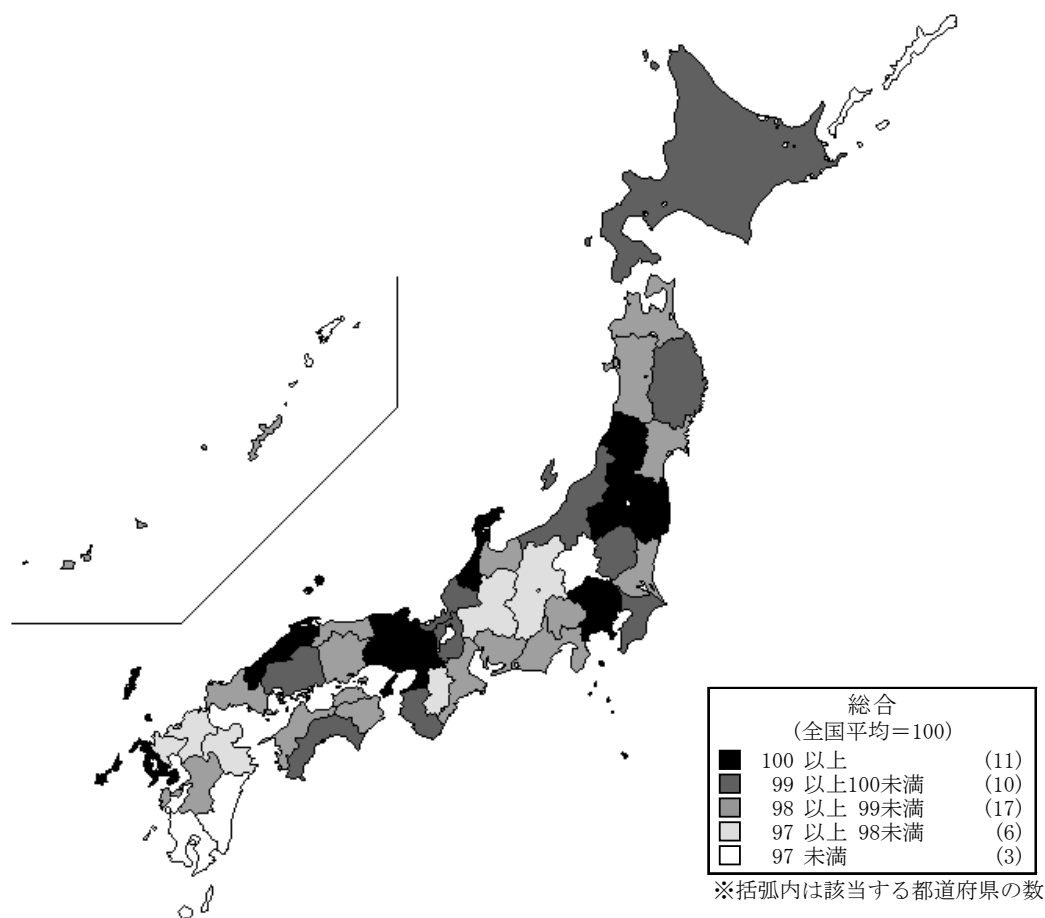 総合
(全国平均＝100)
100 以上 (11)
99 以上100未満 (10)
98 以上 99未満 (17)
97 以上 98未満 (6)
97 未満 (3)
※括弧内は該当する都道府県の数